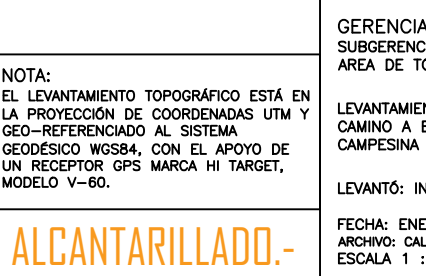 NOTA:
EL LEVANTAMIENTO TOPOGRÁFICO ESTÁ EN
LA PROYECCIÓN DE COORDENADAS UTM Y
GEO-REFERENCIADO AL SISTEMA
GEODÉSICO WGS84, CON EL APOYO DE
UN RECEPTOR GPS MARCA HI TARGET,
MODELO V-60.
ALCANTARILLADO.-
GERENCIA
SUBGERENC
AREA DE TO
LEVANTAMIEN
CAMINO A E
CAMPESINA
LEVANTÓ: IN
FECHA: ENE
ARCHIVO: CAL
ESCALA 1 :